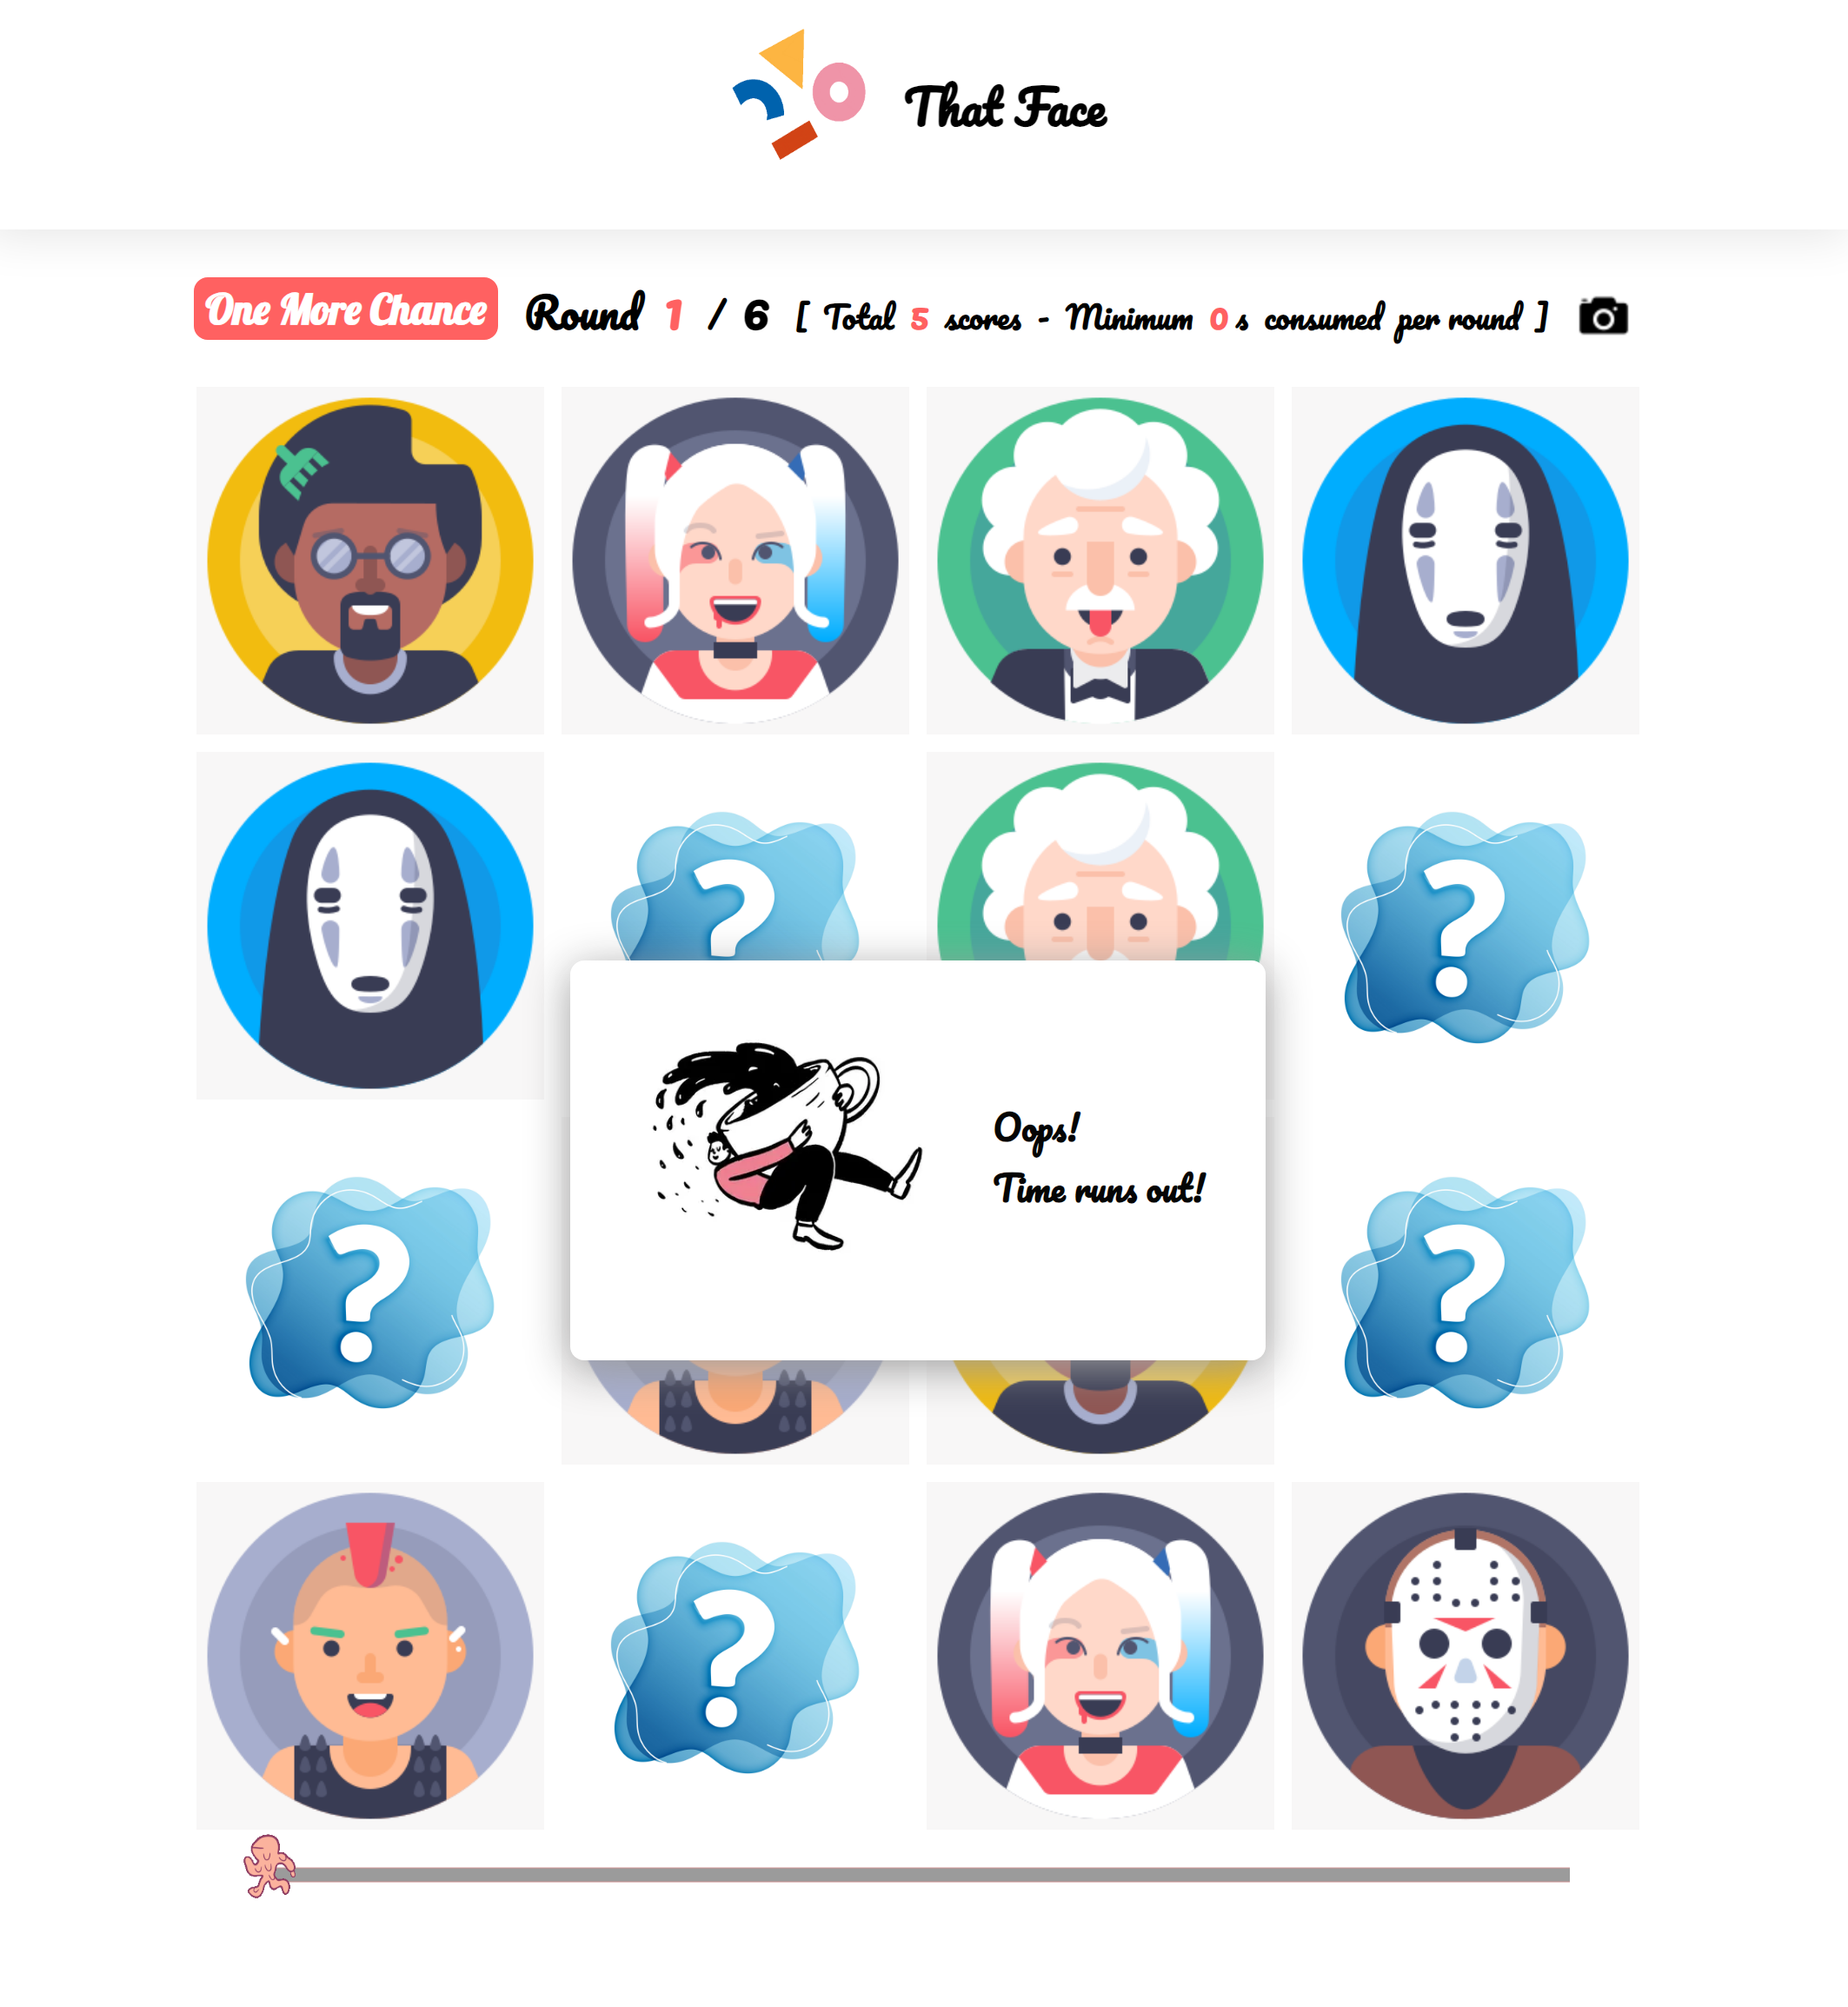 That Face
One More Chance Round 1 / 6 [ Total 5 scores - Minimum 0 s consumed per round ]
?
?
?
?
?
Oops!
Time runs out!